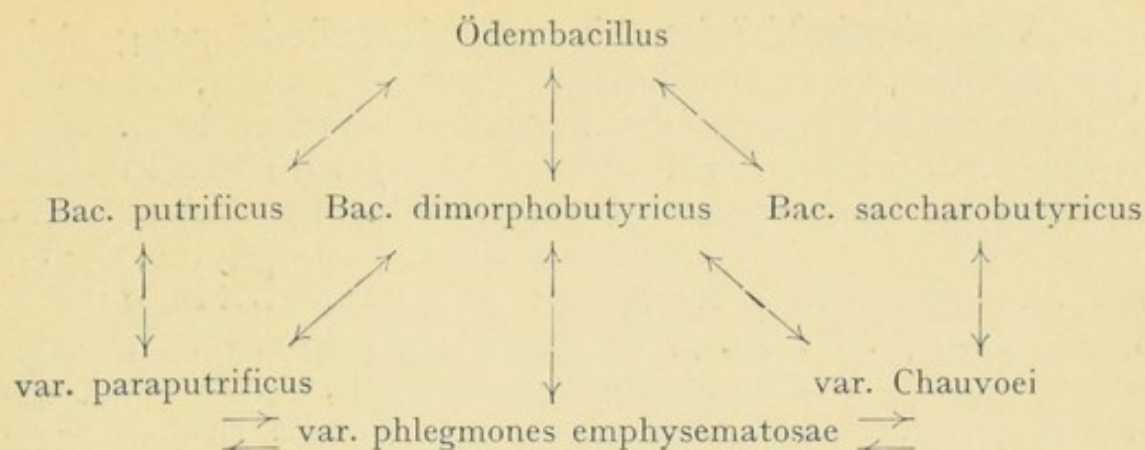 Ödembacillus
Bac. putrificus Bac. dimorphobutyricus Bac. saccharobutyricus
var. paraputrificus var. Chauvoei
var. phlegmones emphysematosae